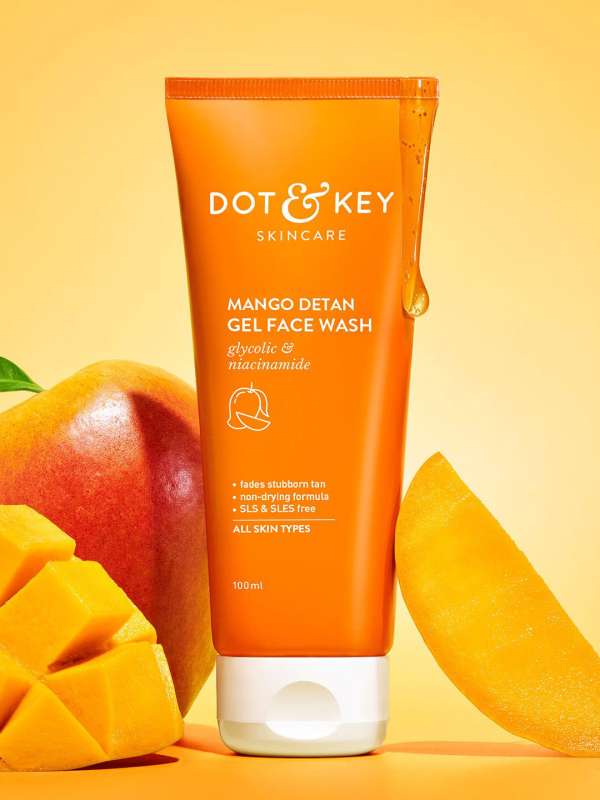 DOT & KEY
SKINCARE
MANGO DETAN
GEL FACE WASH
glycolic &
niacinamide
• fades stubborn tan
• non-drying formula
• SLS & SLES free
ALL SKIN TYPES
100ml